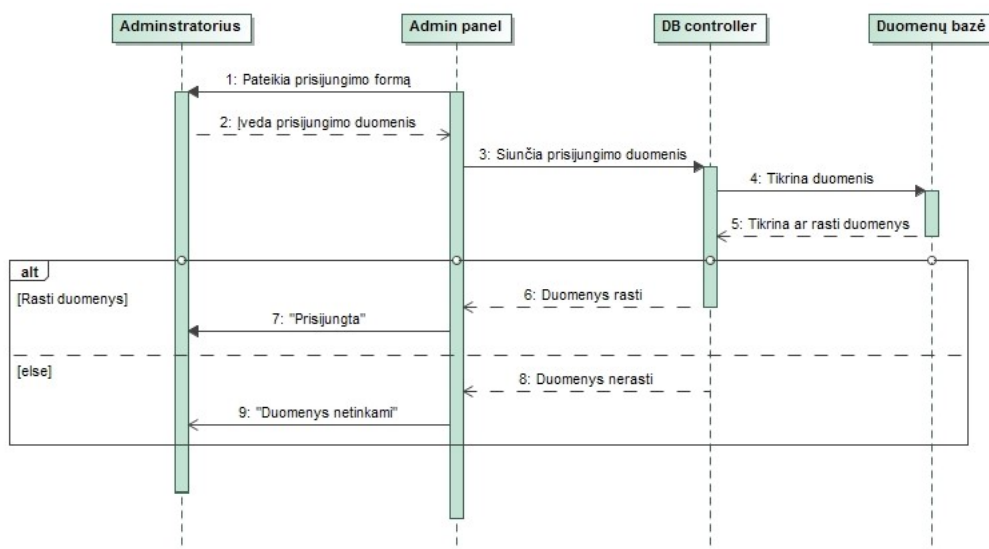 Adminstratorius
Admin panel
DB controller
Duomenų bazė
1: Pateikia prisijungimo formą
2: Įveda prisijungimo duomenis
3: Siunčia prisijungimo duomenis
4: Tikrina duomenis
5: Tikrina ar rasti duomenys
alt
[Rasti duomenys]
6: Duomenys rasti
7: "Prisijungta"
[else]
8: Duomenys nerasti
9: "Duomenys netinkami"